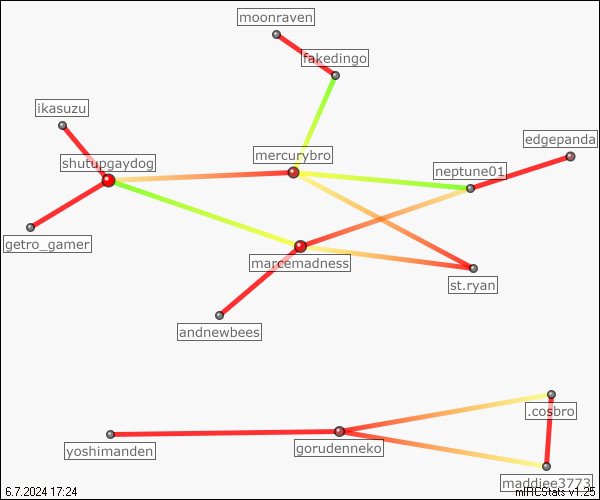 moonraven
fakedingo
ikasuzu
edgepanda
mercurybro
shutupgaydog
neptune01
getro_gamer
marcemadness
st.ryan
andnewbees
.cosbro
gorudenneko
yoshimanden
maddiee3773
6.7.2024 17:24
mIRCStats v1.25